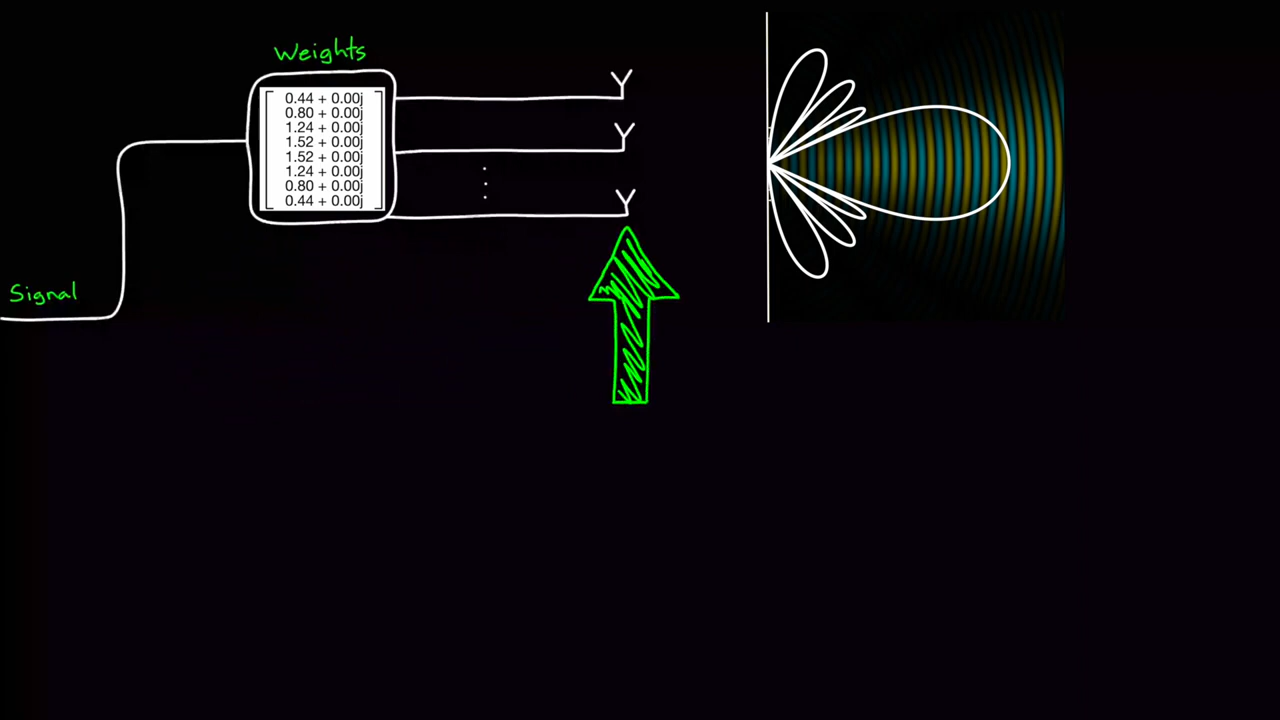 Weights
0.44 + 0.00j
0.80 + 0.00j
1.24 + 0.00j
1.52 + 0.00j
1.52 + 0.00j
1.24 + 0.00j
0.80 + 0.00j
0.44 + 0.00j
Signal